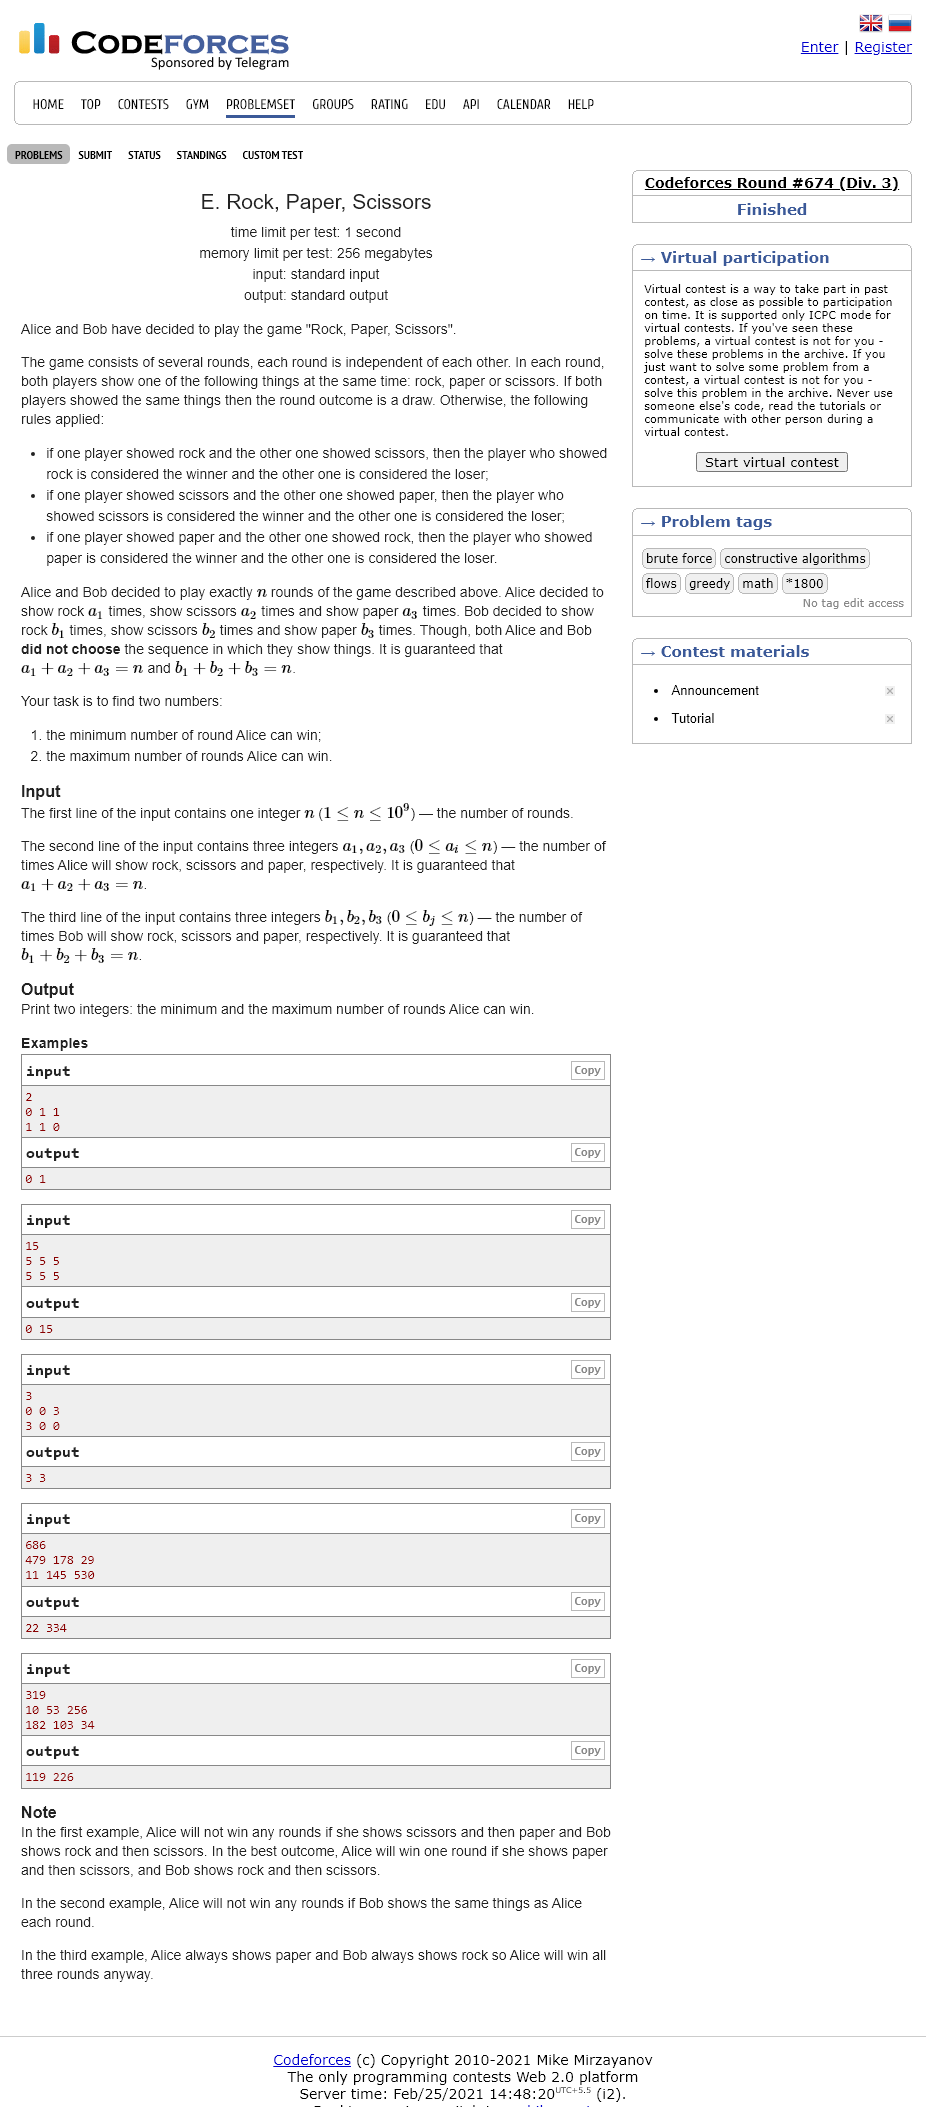 CODEFORCES
Sponsored by Telegram
Enter | Register
HOME TOP CONTESTS GYM PROBLEMSET GROUPS RATING EDU API CALENDAR HELP
PROBLEMS SUBMIT STATUS STANDINGS CUSTOM TEST
E. Rock, Paper, Scissors
time limit per test: 1 second
memory limit per test: 256 megabytes
input: standard input
output: standard output
Alice and Bob have decided to play the game "Rock, Paper, Scissors".
The game consists of several rounds, each round is independent of each other. In each round,
both players show one of the following things at the same time: rock, paper or scissors. If both
players showed the same things then the round outcome is a draw. Otherwise, the following
rules applied:
• if one player showed rock and the other one showed scissors, then the player who showed
rock is considered the winner and the other one is considered the loser;
• if one player showed scissors and the other one showed paper, then the player who
showed scissors is considered the winner and the other one is considered the loser;
• if one player showed paper and the other one showed rock, then the player who showed
paper is considered the winner and the other one is considered the loser.
Alice and Bob decided to play exactly n rounds of the game described above. Alice decided to
show rock a₁ times, show scissors a₂ times and show paper a₃ times. Bob decided to show
rock b₁ times, show scissors b₂ times and show paper b₃ times. Though, both Alice and Bob
did not choose the sequence in which they show things. It is guaranteed that
a₁ + a₂ + a₃ = n and b₁ + b₂ + b₃ = n.
Your task is to find two numbers:
1. the minimum number of round Alice can win;
2. the maximum number of rounds Alice can win.
Input
The first line of the input contains one integer n (1 ≤ n ≤ 10⁹) — the number of rounds.
The second line of the input contains three integers a₁, a₂, a₃ (0 ≤ aᵢ ≤ n) — the number of
times Alice will show rock, scissors and paper, respectively. It is guaranteed that
a₁ + a₂ + a₃ = n.
The third line of the input contains three integers b₁, b₂, b₃ (0 ≤ bⱼ ≤ n) — the number of
times Bob will show rock, scissors and paper, respectively. It is guaranteed that
b₁ + b₂ + b₃ = n.
Output
Print two integers: the minimum and the maximum number of rounds Alice can win.
Examples
input Copy
2
0 1 1
1 1 0
output Copy
0 1
input Copy
15
5 5 5
5 5 5
output Copy
0 15
input Copy
3
0 0 3
3 0 0
output Copy
3 3
input Copy
686
479 178 29
11 145 530
output Copy
22 334
input Copy
319
10 53 256
182 103 34
output Copy
119 226
Note
In the first example, Alice will not win any rounds if she shows scissors and then paper and Bob
shows rock and then scissors. In the best outcome, Alice will win one round if she shows paper
and then scissors, and Bob shows rock and then scissors.
In the second example, Alice will not win any rounds if Bob shows the same things as Alice
each round.
In the third example, Alice always shows paper and Bob always shows rock so Alice will win all
three rounds anyway.
Codeforces Round #674 (Div. 3)
Finished
→ Virtual participation
Virtual contest is a way to take part in past
contest, as close as possible to participation
on time. It is supported only ICPC mode for
virtual contests. If you've seen these
problems, a virtual contest is not for you -
solve these problems in the archive. If you
just want to solve some problem from a
contest, a virtual contest is not for you -
solve this problem in the archive. Never use
someone else's code, read the tutorials or
communicate with other person during a
virtual contest.
Start virtual contest
→ Problem tags
brute force constructive algorithms
flows greedy math *1800
No tag edit access
→ Contest materials
• Announcement
• Tutorial
Codeforces (c) Copyright 2010-2021 Mike Mirzayanov
The only programming contests Web 2.0 platform
Server time: Feb/25/2021 14:48:20 UTC+5.5 (i2).